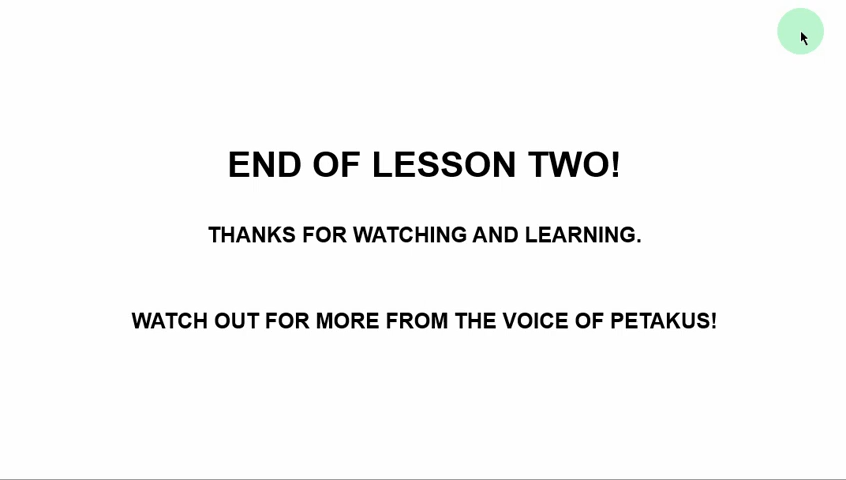 END OF LESSON TWO!
THANKS FOR WATCHING AND LEARNING.
WATCH OUT FOR MORE FROM THE VOICE OF PETAKUS!